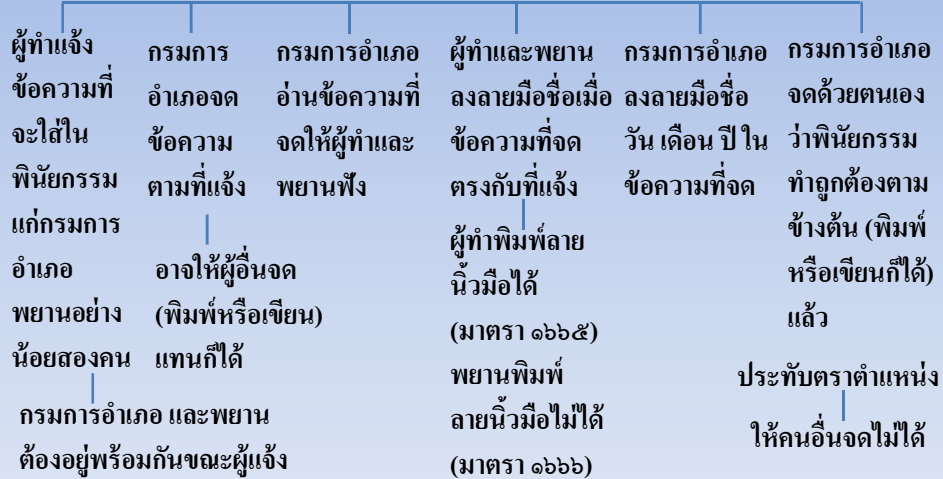 ผู้ทำแจ้ง
ข้อความที่
จะใส่ใน
พินัยกรรม
แก่กรมการ
อำเภอ
พยานอย่าง
น้อยสองคน
กรมการอำเภอ และพยาน
ต้องอยู่พร้อมกันขณะผู้แจ้ง
กรมการ
อำเภอจด
ข้อความ
ตามที่แจ้ง
อาจให้ผู้อื่นจด
(พิมพ์หรือเขียน)
แทนก็ได้
กรมการอำเภอ
อ่านข้อความที่
จดให้ผู้ทำและ
พยานฟัง
ผู้ทำและพยาน
ลงลายมือชื่อเมื่อ
ข้อความที่จด
ตรงกับที่แจ้ง
ผู้ทำพิมพ์ลาย
นิ้วมือได้
(มาตรา ๑๖๖๕)
พยานพิมพ์
ลายนิ้วมือไม่ได้
(มาตรา ๑๖๖๖)
กรมการอำเภอ
ลงลายมือชื่อ
วัน เดือน ปี ใน
ข้อความที่จด
กรมการอำเภอ
จดด้วยตนเอง
ว่าพินัยกรรม
ทำถูกต้องตาม
ข้างต้น (พิมพ์
หรือเขียนก็ได้)
แล้ว
ประทับตราตำแหน่ง
ให้คนอื่นจดไม่ได้